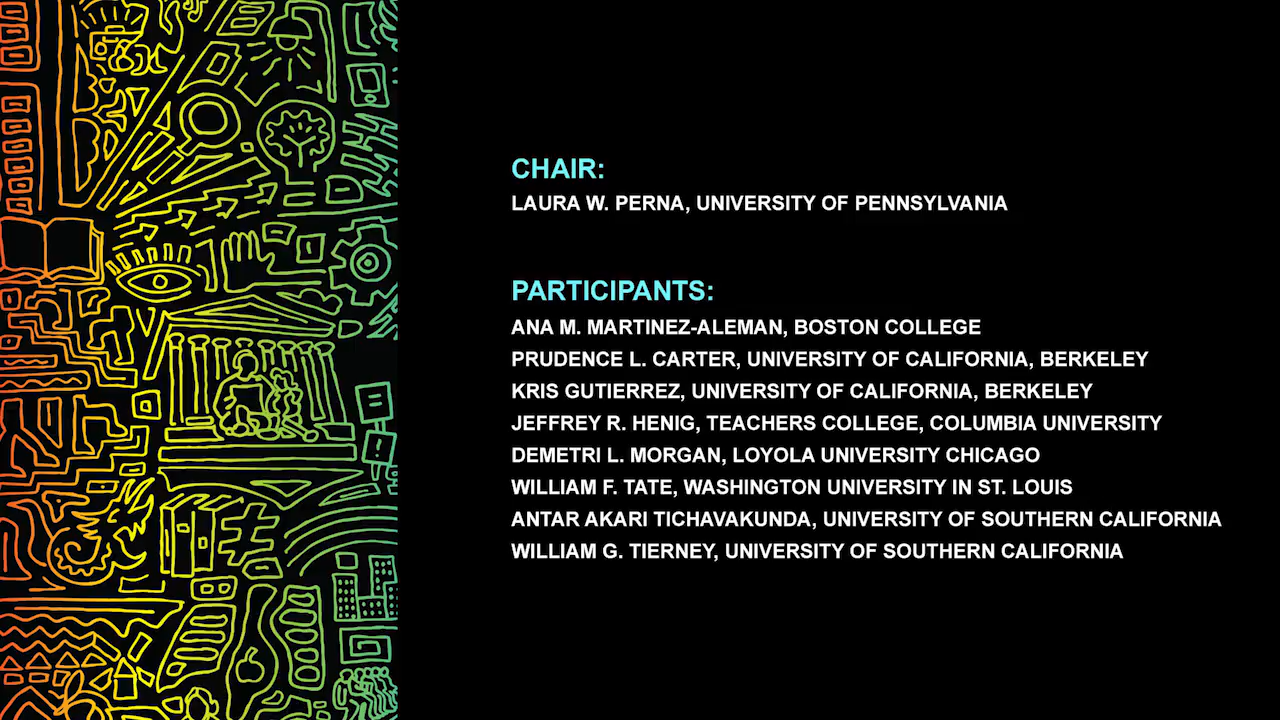 CHAIR:
LAURA W. PERNA, UNIVERSITY OF PENNSYLVANIA
PARTICIPANTS:
ANA M. MARTINEZ-ALEMAN, BOSTON COLLEGE
PRUDENCE L. CARTER, UNIVERSITY OF CALIFORNIA, BERKELEY
KRIS GUTIERREZ, UNIVERSITY OF CALIFORNIA, BERKELEY
JEFFREY R. HENIG, TEACHERS COLLEGE, COLUMBIA UNIVERSITY
DEMETRI L. MORGAN, LOYOLA UNIVERSITY CHICAGO
WILLIAM F. TATE, WASHINGTON UNIVERSITY IN ST. LOUIS
ANTAR AKARI TICHAVAKUNDA, UNIVERSITY OF SOUTHERN CALIFORNIA
WILLIAM G. TIERNEY, UNIVERSITY OF SOUTHERN CALIFORNIA